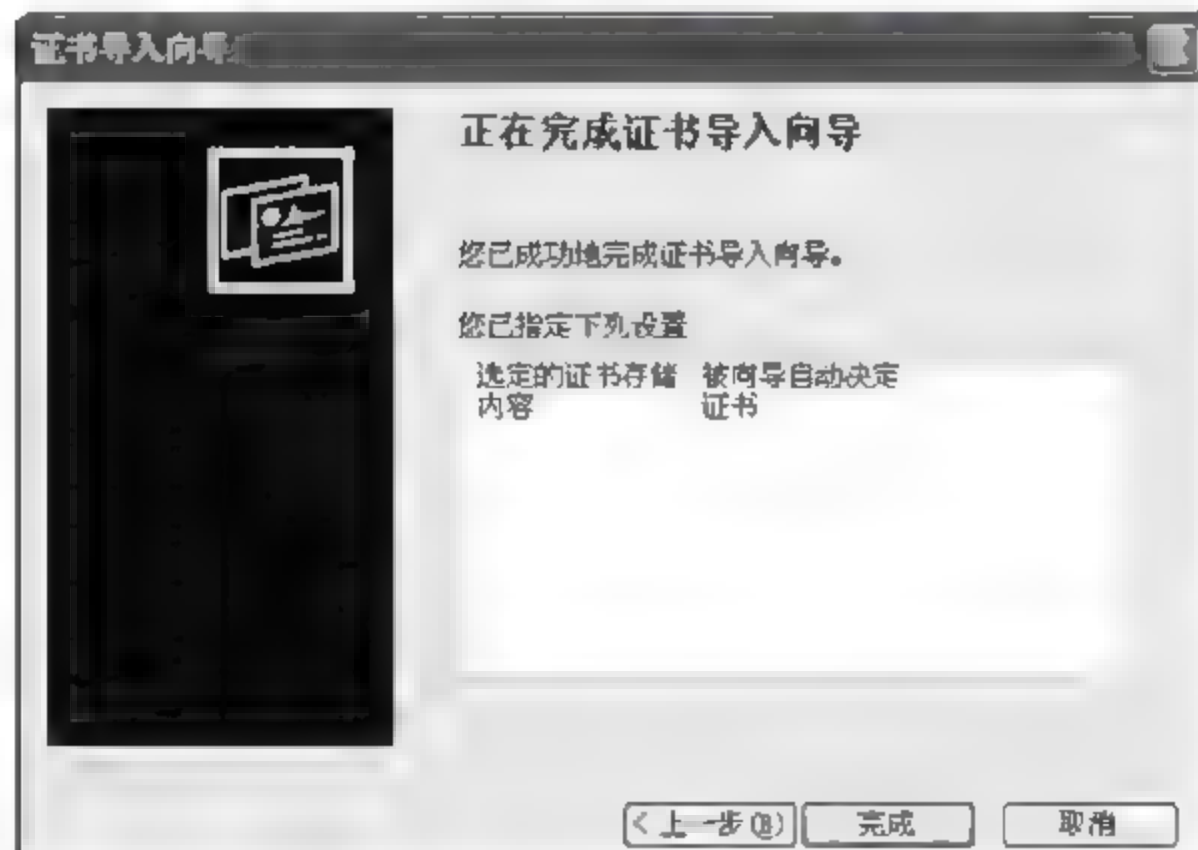 证书导入向导
正在完成证书导入向导
您已成功地完成证书导入向导。
您已指定下列设置
选定的证书存储 被向导自动决定
内容 证书
< 上一步(B)
完成
取消